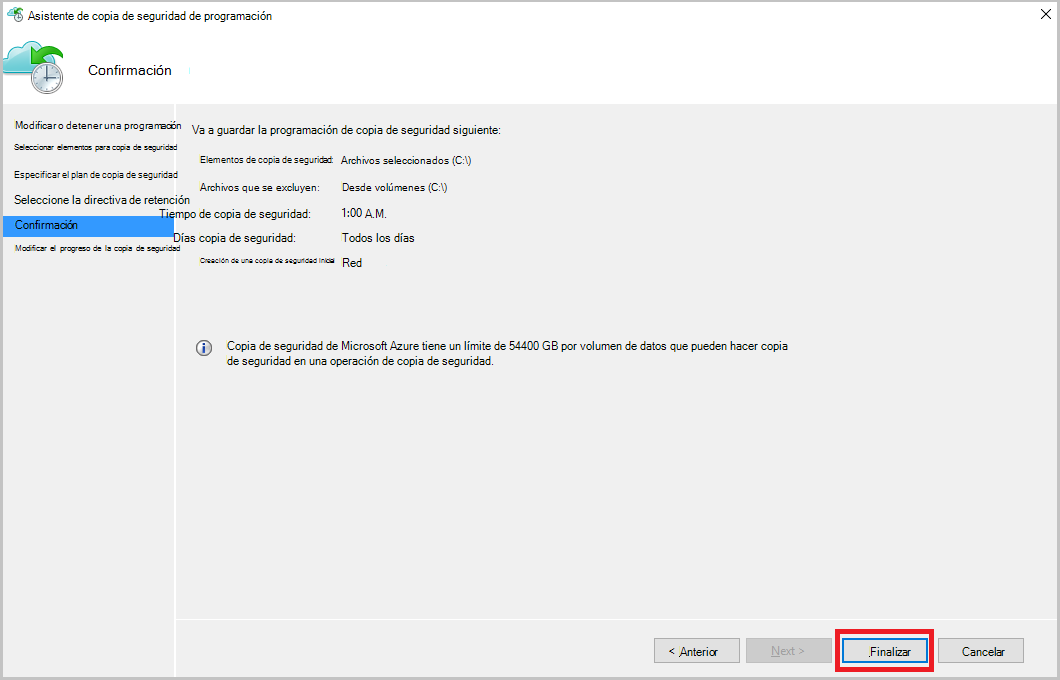 Asistente de copia de seguridad de programación
Confirmación
Modificar o detener una programación
Seleccionar elementos para copia de seguridad
Especificar el plan de copia de seguridad
Seleccione la directiva de retención
Confirmación
Modificar el progreso de la copia de seguridad
Va a guardar la programación de copia de seguridad siguiente:
Elementos de copia de seguridad: Archivos seleccionados (C:\)
Archivos que se excluyen: Desde volúmenes (C:\)
Tiempo de copia de seguridad: 1:00 A.M.
Días copia de seguridad: Todos los días
Creación de una copia de seguridad inicial Red
Copia de seguridad de Microsoft Azure tiene un límite de 54400 GB por volumen de datos que pueden hacer copia
de seguridad en una operación de copia de seguridad.
< Anterior Next > Finalizar Cancelar